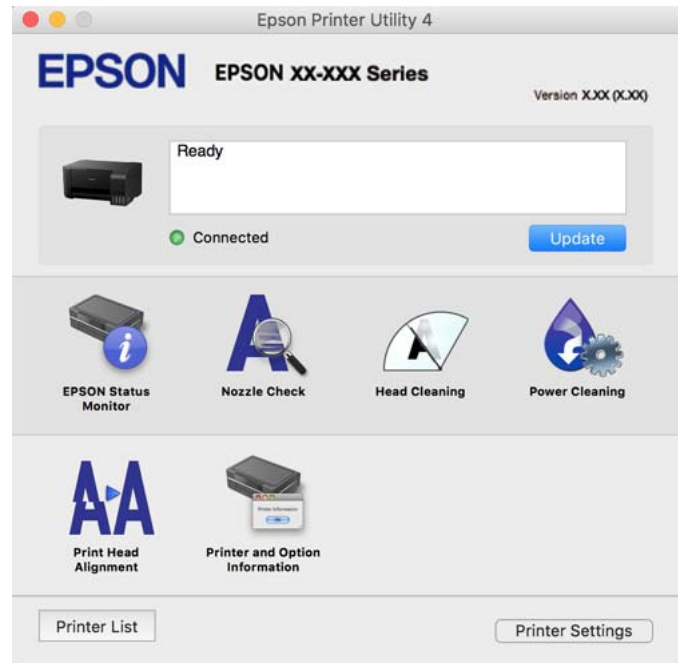 Epson Printer Utility 4
EPSON
EPSON XX-XXX Series
Version X.XX (X.XX)
Ready
Connected
Update
EPSON Status
Monitor
Nozzle Check
Head Cleaning
Power Cleaning
Print Head
Alignment
Printer and Option
Information
Printer List
Printer Settings